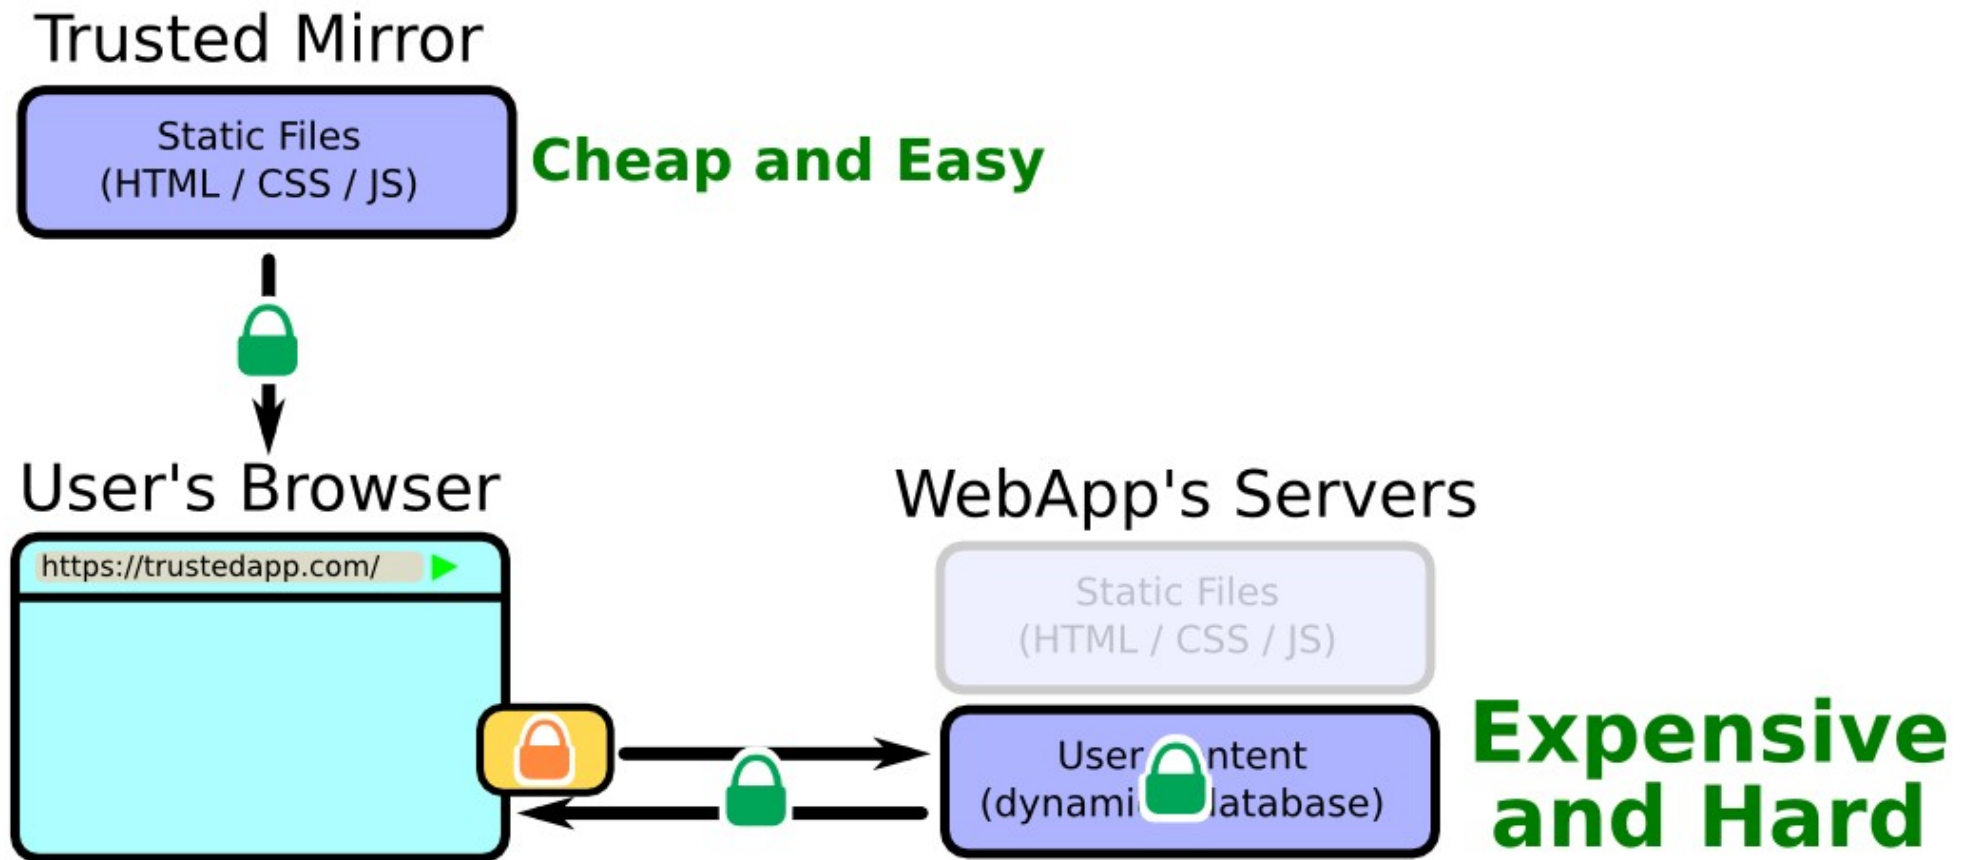 Trusted Mirror
Static Files
(HTML / CSS / JS)
Cheap and Easy
User's Browser
https://trustedapp.com/
WebApp's Servers
Static Files
(HTML / CSS / JS)
User ntent
(dynami atabase)
Expensive
and Hard